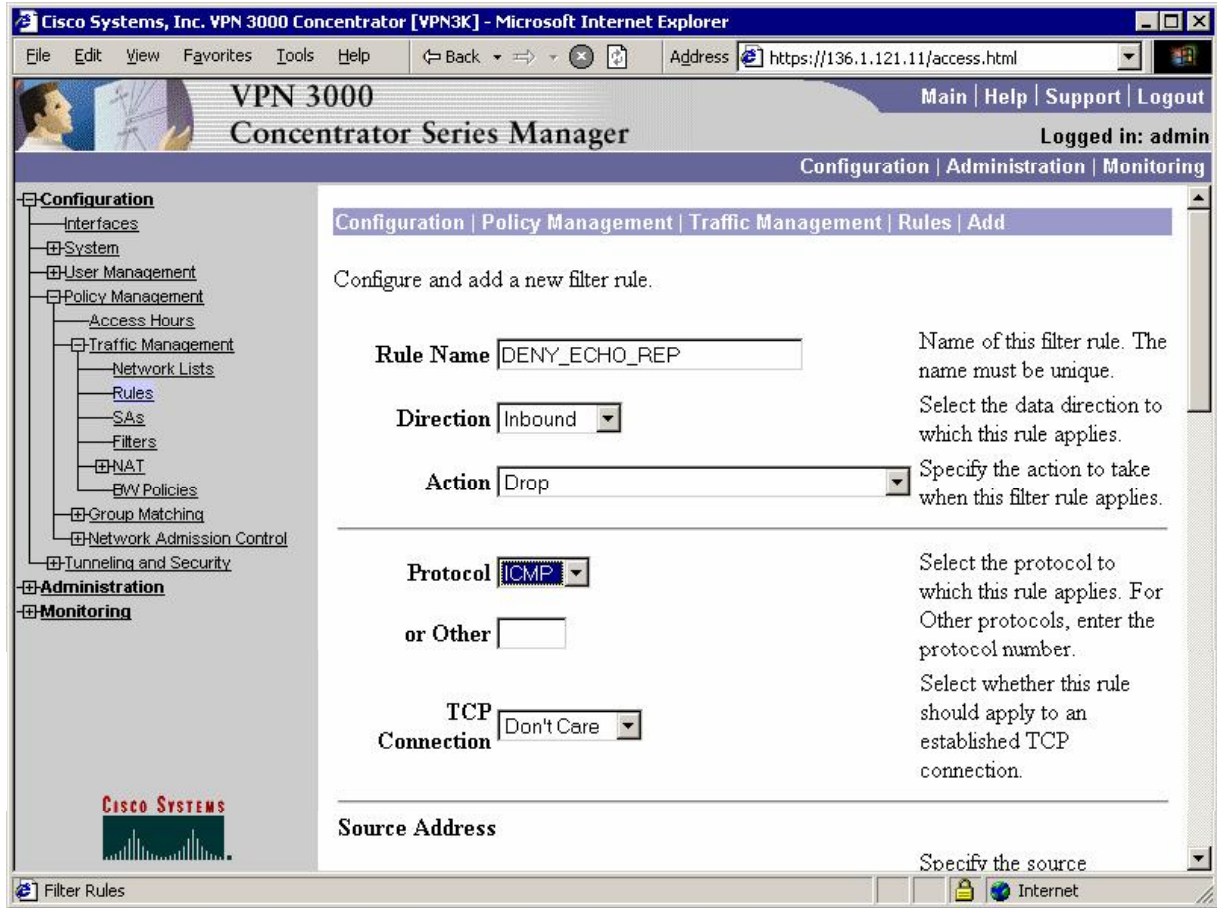 Cisco Systems, Inc. VPN 3000 Concentrator [VPN3K] - Microsoft Internet Explorer
File Edit View Favorites Tools Help Back Address https://136.1.121.11/access.html
VPN 3000
Concentrator Series Manager
Main | Help | Support | Logout
Logged in: admin
Configuration | Administration | Monitoring
Configuration
Interfaces
System
User Management
Policy Management
Access Hours
Traffic Management
Network Lists
Rules
SAs
Filters
NAT
BW Policies
Group Matching
Network Admission Control
Tunneling and Security
Administration
Monitoring
CISCO SYSTEMS
Configuration | Policy Management | Traffic Management | Rules | Add
Configure and add a new filter rule.
Rule Name DENY_ECHO_REP
Name of this filter rule. The
name must be unique.
Direction Inbound
Select the data direction to
which this rule applies.
Action Drop
Specify the action to take
when this filter rule applies.
Protocol ICMP
or Other
Select the protocol to
which this rule applies. For
Other protocols, enter the
protocol number.
TCP
Connection Don't Care
Select whether this rule
should apply to an
established TCP
connection.
Source Address
Specify the source
Filter Rules
Internet